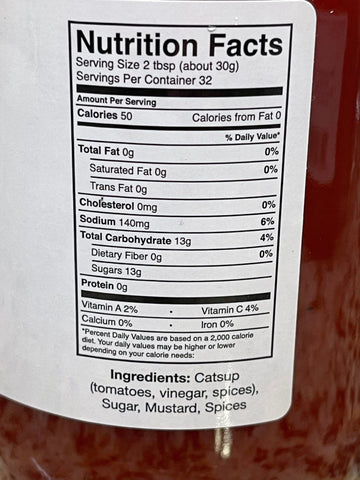 Nutrition Facts
Serving Size 2 tbsp (about 30g)
Servings Per Container 32
Amount Per Serving
Calories 50 Calories from Fat 0
% Daily Value*
Total Fat 0g 0%
Saturated Fat 0g 0%
Trans Fat 0g
Cholesterol 0mg 0%
Sodium 140mg 6%
Total Carbohydrate 13g 4%
Dietary Fiber 0g 0%
Sugars 13g
Protein 0g
Vitamin A 2% • Vitamin C 4%
Calcium 0% • Iron 0%
*Percent Daily Values are based on a 2,000 calorie
diet. Your daily values may be higher or lower
depending on your calorie needs:
Ingredients: Catsup
(tomatoes, vinegar, spices),
Sugar, Mustard, Spices